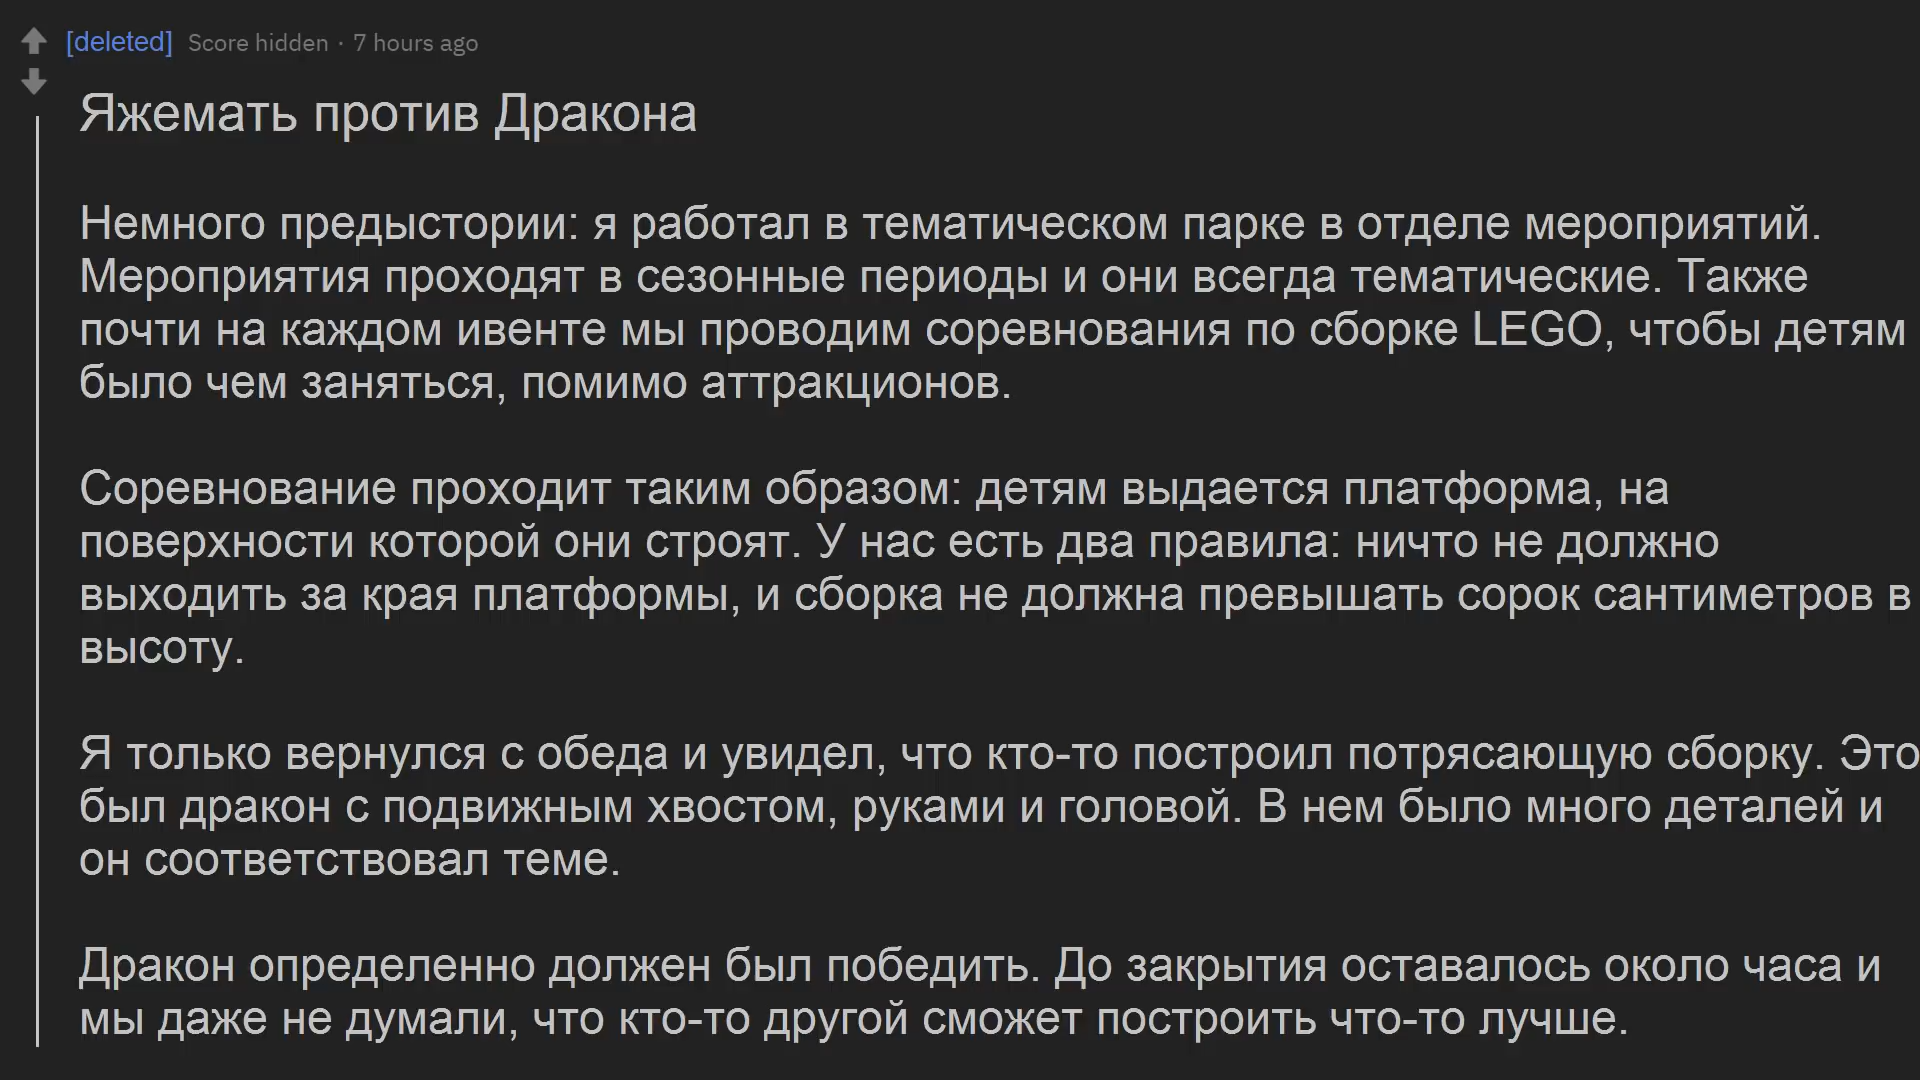 [deleted] Score hidden · 7 hours ago
Яжемать против Дракона
Немного предыстории: я работал в тематическом парке в отделе мероприятий.
Мероприятия проходят в сезонные периоды и они всегда тематические. Также
почти на каждом ивенте мы проводим соревнования по сборке LEGO, чтобы детям
было чем заняться, помимо аттракционов.
Соревнование проходит таким образом: детям выдается платформа, на
поверхности которой они строят. У нас есть два правила: ничто не должно
выходить за края платформы, и сборка не должна превышать сорок сантиметров в
высоту.
Я только вернулся с обеда и увидел, что кто-то построил потрясающую сборку. Это
был дракон с подвижным хвостом, руками и головой. В нем было много деталей и
он соответствовал теме.
Дракон определенно должен был победить. До закрытия оставалось около часа и
мы даже не думали, что кто-то другой сможет построить что-то лучше.